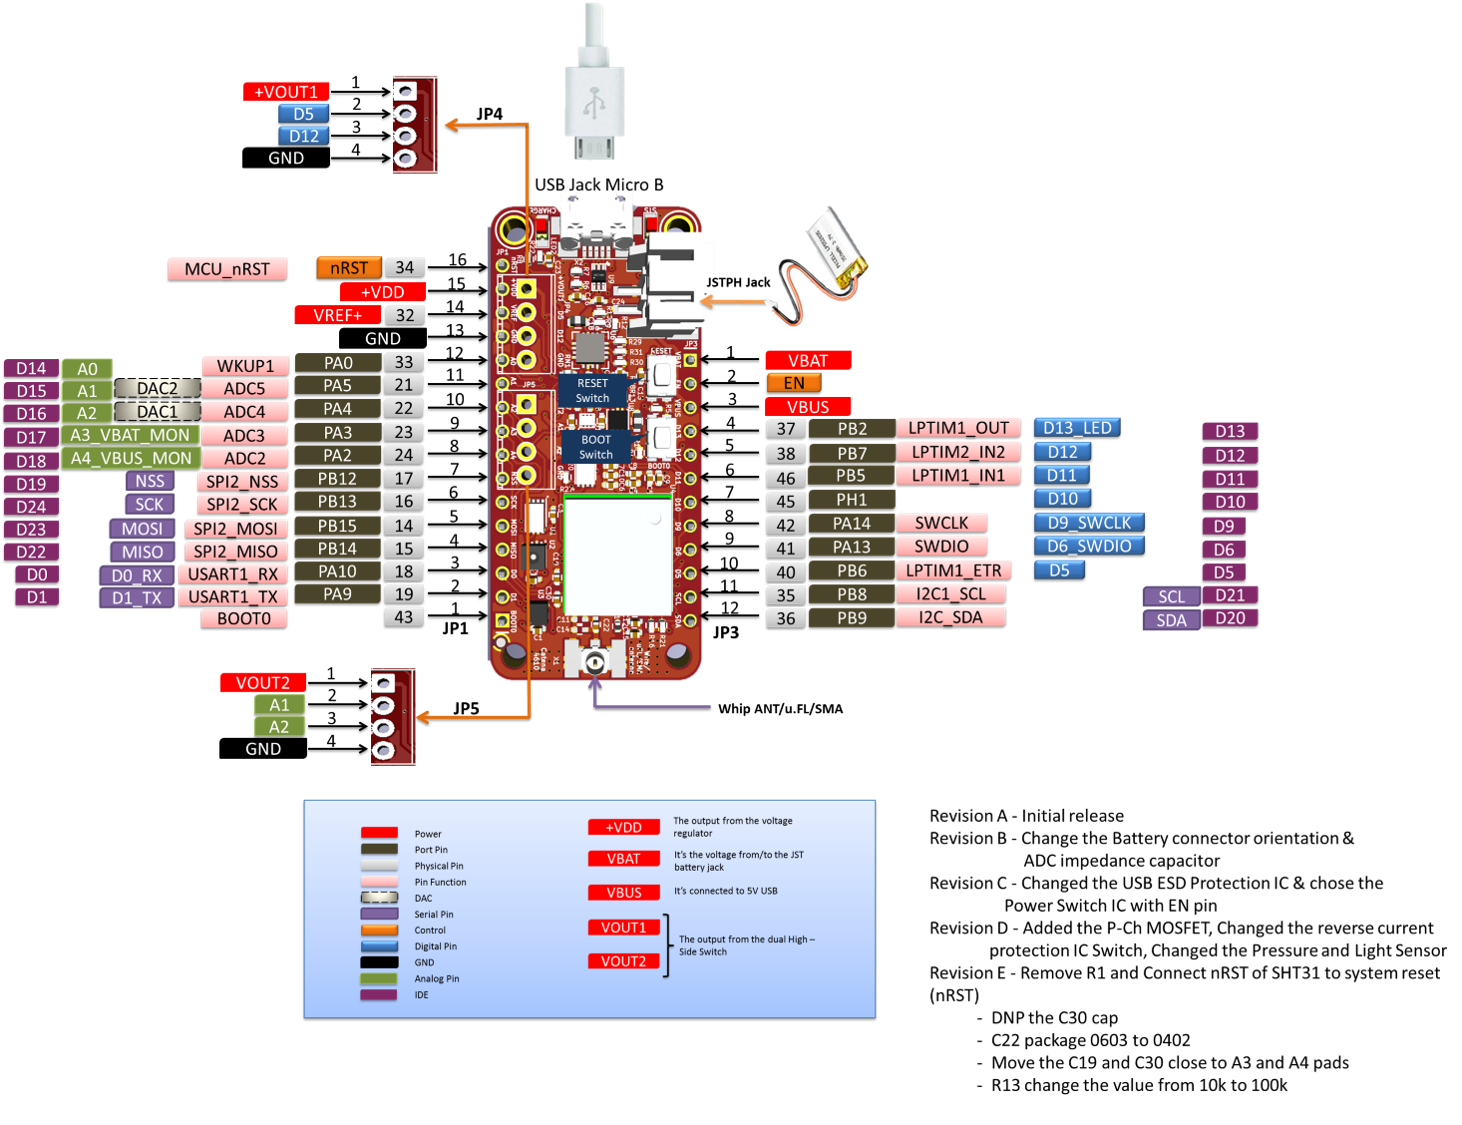 +VOUT1 1
D5 2
D12 3
GND 4
JP4
USB Jack Micro B
JSTPH Jack
MCU_nRST nRST 34 16
+VDD 15
VREF+ 32 14
GND 13
D14 A0 WKUP1 PA0 33 12
D15 A1 DAC2 ADC5 PA5 21 11
D16 A2 DAC1 ADC4 PA4 22 10
D17 A3_VBAT_MON ADC3 PA3 23 9
D18 A4_VBUS_MON ADC2 PA2 24 8
D19 NSS SPI2_NSS PB12 17 7
D24 SCK SPI2_SCK PB13 16 6
D23 MOSI SPI2_MOSI PB15 14 5
D22 MISO SPI2_MISO PB14 15 4
D0 D0_RX USART1_RX PA10 18 3
D1 D1_TX USART1_TX PA9 19 2
BOOT0 43 1
JP1
RESET
Switch
BOOT
Switch
1 VBAT
2 EN
3 VBUS
4 37 PB2 LPTIM1_OUT D13_LED D13
5 38 PB7 LPTIM2_IN2 D12 D12
6 46 PB5 LPTIM1_IN1 D11 D11
7 45 PH1 D10 D10
8 42 PA14 SWCLK D9_SWCLK D9
9 41 PA13 SWDIO D6_SWDIO D6
10 40 PB6 LPTIM1_ETR D5 D5
11 35 PB8 I2C1_SCL SCL D21
12 36 PB9 I2C_SDA SDA D20
JP3
VOUT2 1
A1 2
A2 3
GND 4
JP5
Whip ANT/u.FL/SMA
Power
Port Pin
Physical Pin
Pin Function
DAC
Serial Pin
Control
Digital Pin
GND
Analog Pin
IDE
+VDD The output from the voltage
regulator
VBAT It's the voltage from/to the JST
battery jack
VBUS It's connected to 5V USB
VOUT1
VOUT2
The output from the dual High –
Side Switch
Revision A - Initial release
Revision B - Change the Battery connector orientation &
ADC impedance capacitor
Revision C - Changed the USB ESD Protection IC & chose the
Power Switch IC with EN pin
Revision D - Added the P-Ch MOSFET, Changed the reverse current
protection IC Switch, Changed the Pressure and Light Sensor
Revision E - Remove R1 and Connect nRST of SHT31 to system reset
(nRST)
- DNP the C30 cap
- C22 package 0603 to 0402
- Move the C19 and C30 close to A3 and A4 pads
- R13 change the value from 10k to 100k